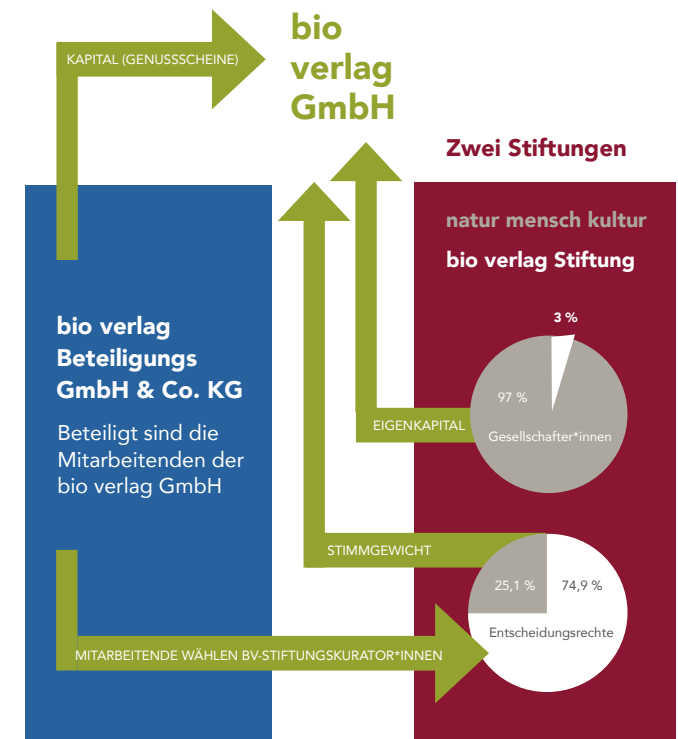 bio
verlag
GmbH
KAPITAL (GENUSSSCHEINE)
Zwei Stiftungen
natur mensch kultur
bio verlag Stiftung
3 %
97 %
Gesellschafter*innen
EIGENKAPITAL
bio verlag
Beteiligungs
GmbH & Co. KG
Beteiligt sind die
Mitarbeitenden der
bio verlag GmbH
STIMMGEWICHT
25,1 %
74,9 %
Entscheidungsrechte
MITARBEITENDE WÄHLEN BV-STIFTUNGSKURATOR*INNEN